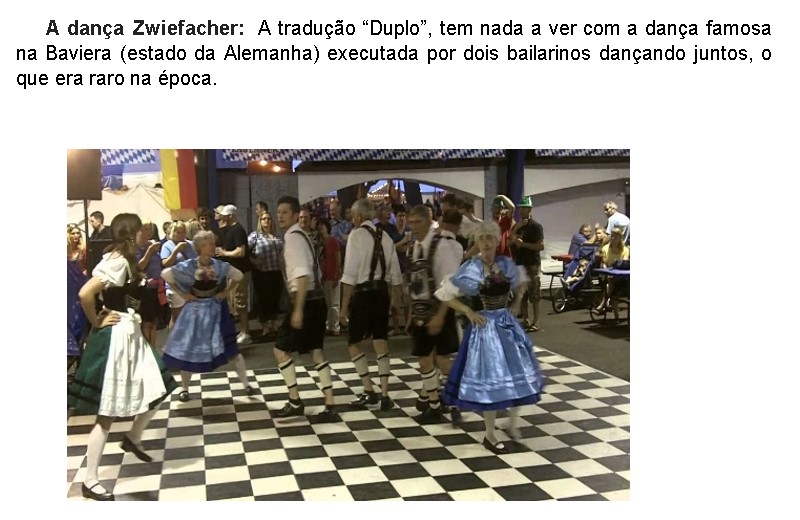 A dança Zwiefacher: A tradução “Duplo”, tem nada a ver com a dança famosa
na Baviera (estado da Alemanha) executada por dois bailarinos dançando juntos, o
que era raro na época.